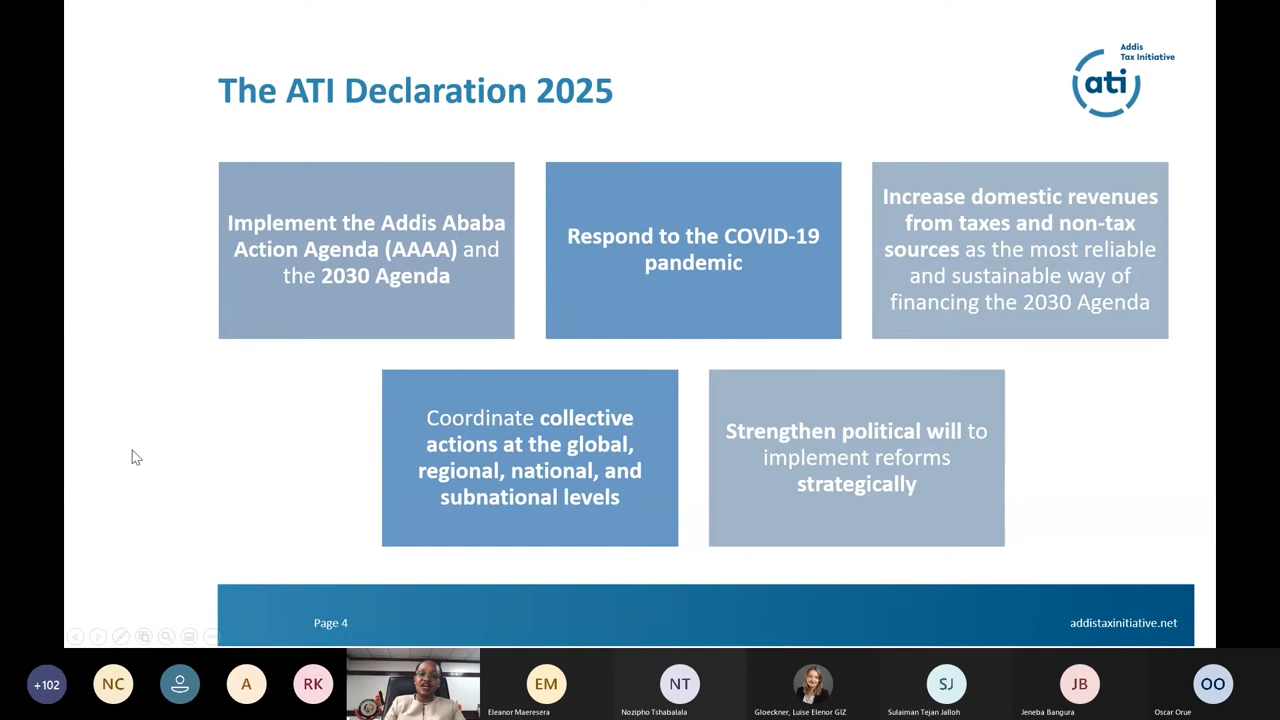 Addis
Tax Initiative
ati
The ATI Declaration 2025
Implement the Addis Ababa
Action Agenda (AAAA) and
the 2030 Agenda
Respond to the COVID-19
pandemic
Increase domestic revenues
from taxes and non-tax
sources as the most reliable
and sustainable way of
financing the 2030 Agenda
Coordinate collective
actions at the global,
regional, national, and
subnational levels
Strengthen political will to
implement reforms
strategically
Page 4
addistaxinitiative.net
+102
NC
A
RK
EM
Eleanor Maeresera
NT
Nozipho Tshabalala
Gloeckner, Luise Elenor GIZ
SJ
Sulaiman Tejan Jalloh
JB
Jeneba Bangura
OO
Oscar Orue